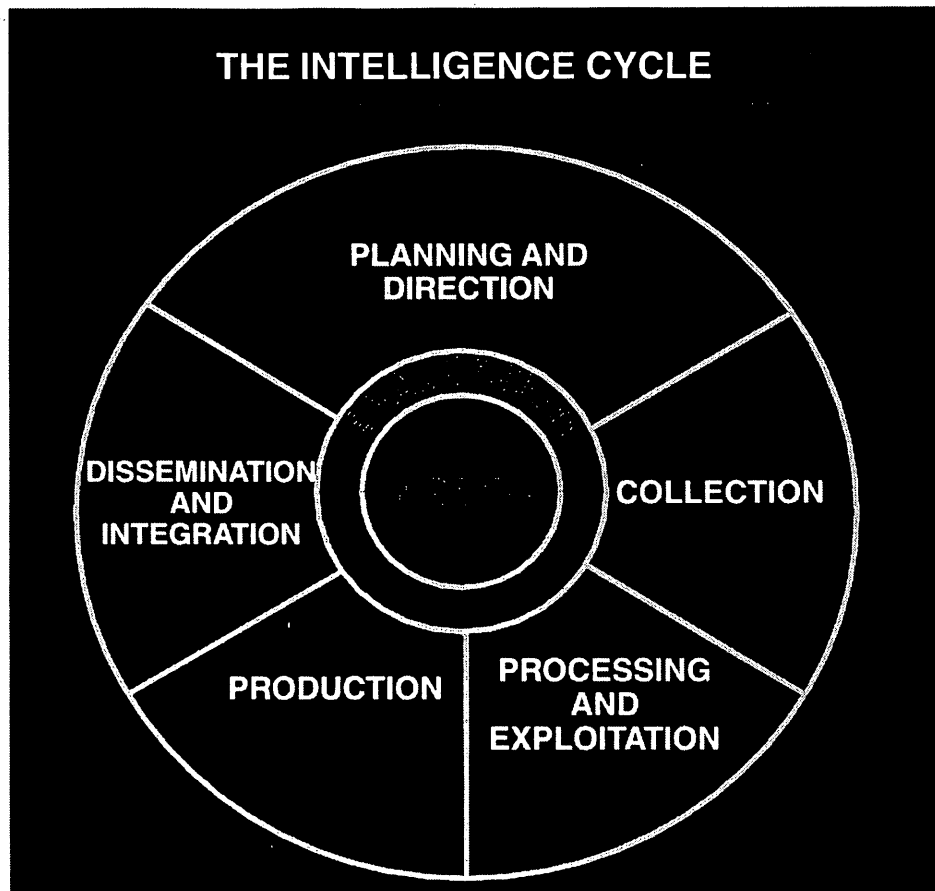 THE INTELLIGENCE CYCLE
PLANNING AND
DIRECTION
COLLECTION
PROCESSING
AND
EXPLOITATION
PRODUCTION
DISSEMINATION
AND
INTEGRATION